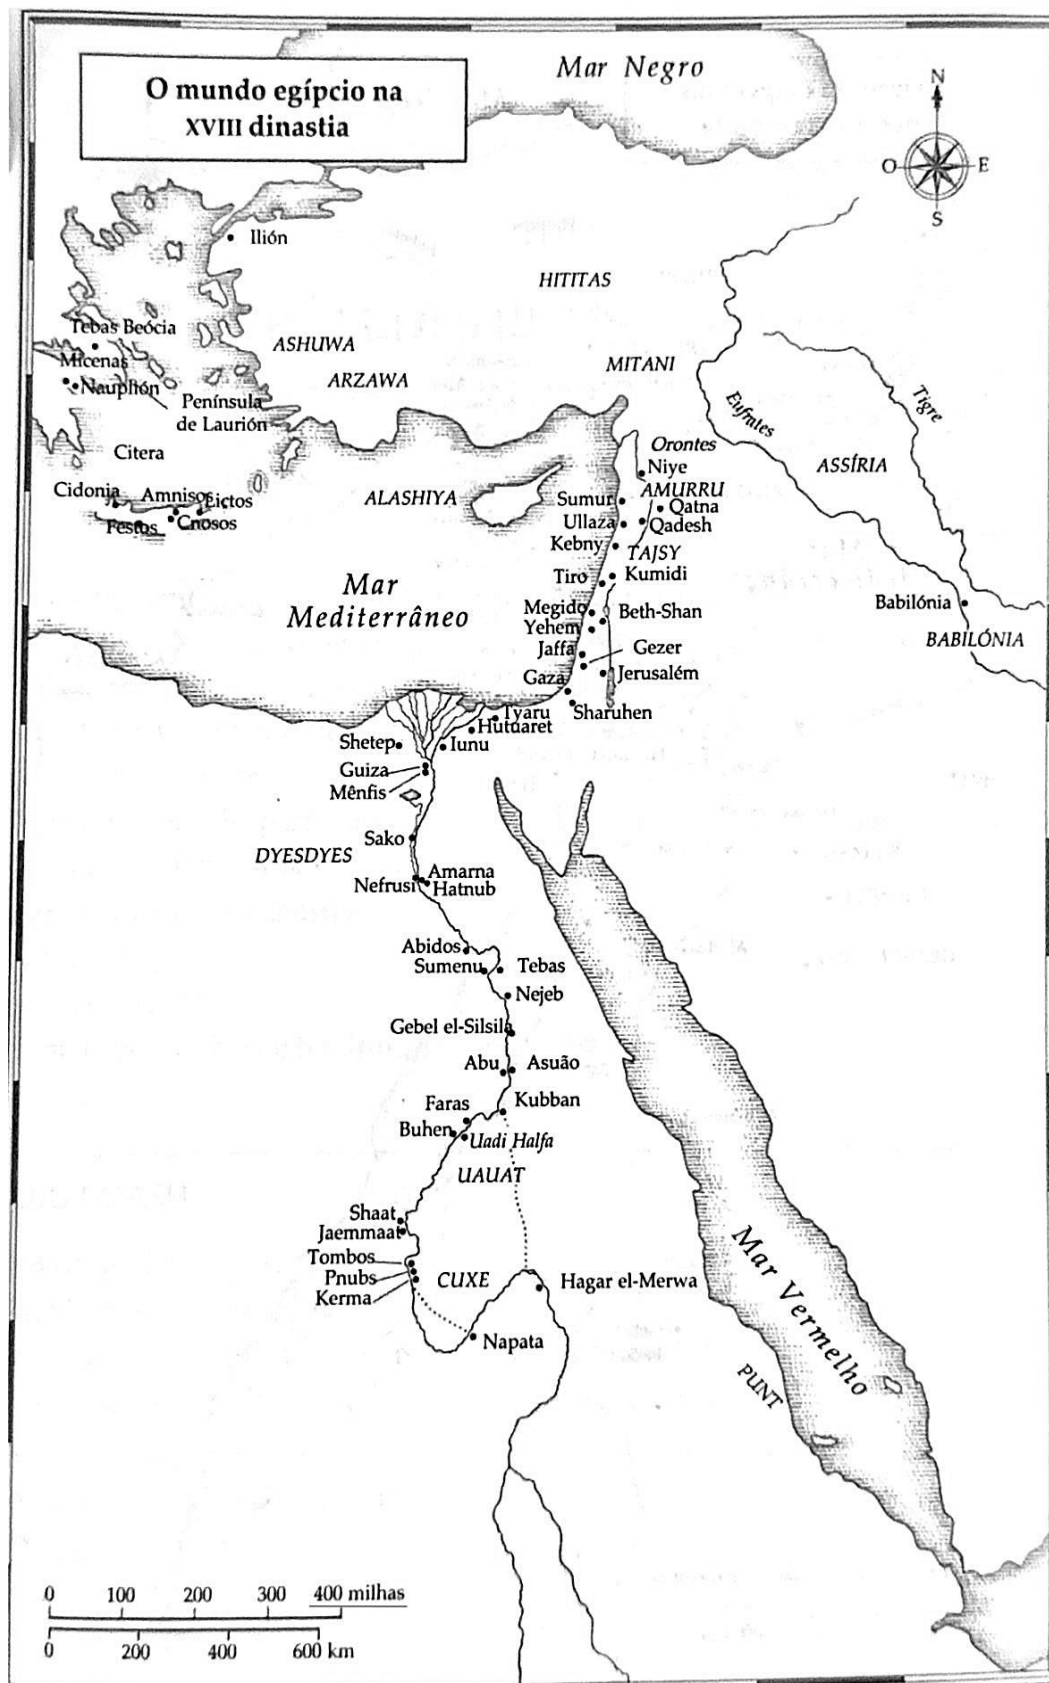 O mundo egípcio na
XVIII dinastia
Mar Negro
N
O
E
S
Ilión
HITITAS
Tebas Beócia
ASHUWA
Micenas
ARZAWA
MITANI
Nauplión
Península
de Laurión
Eufrates
Tigre
Orontes
Citera
Niye
ASSÍRIA
Cidonia
Amnisos
Lictos
ALASHIYA
Sumur
AMURRU
Qatna
Festos
Cnosos
Ullaza
Qadesh
Kebny
TAJSY
Mar
Mediterrâneo
Tiro
Kumidi
Megido
Beth-Shan
Babilónia
Yehem
BABILÓNIA
Jaffa
Gezer
Gaza
Jerusalém
Tyaru
Sharuhen
Hutuaret
Shetep
Iunu
Guiza
Mênfis
Sako
DYESDYES
Amarna
Nefrusi
Hatnub
Abidos
Sumenu
Tebas
Nejeb
Gebel el-Silsila
Abu
Asuão
Kubban
Faras
Buhen
Uadi Halfa
UAUAT
Shaat
Jaemmaat
Tombos
Pnubs
CUXE
Hagar el-Merwa
Kerma
Napata
Mar Vermelho
PUNT
0 100 200 300 400 milhas
0 200 400 600 km